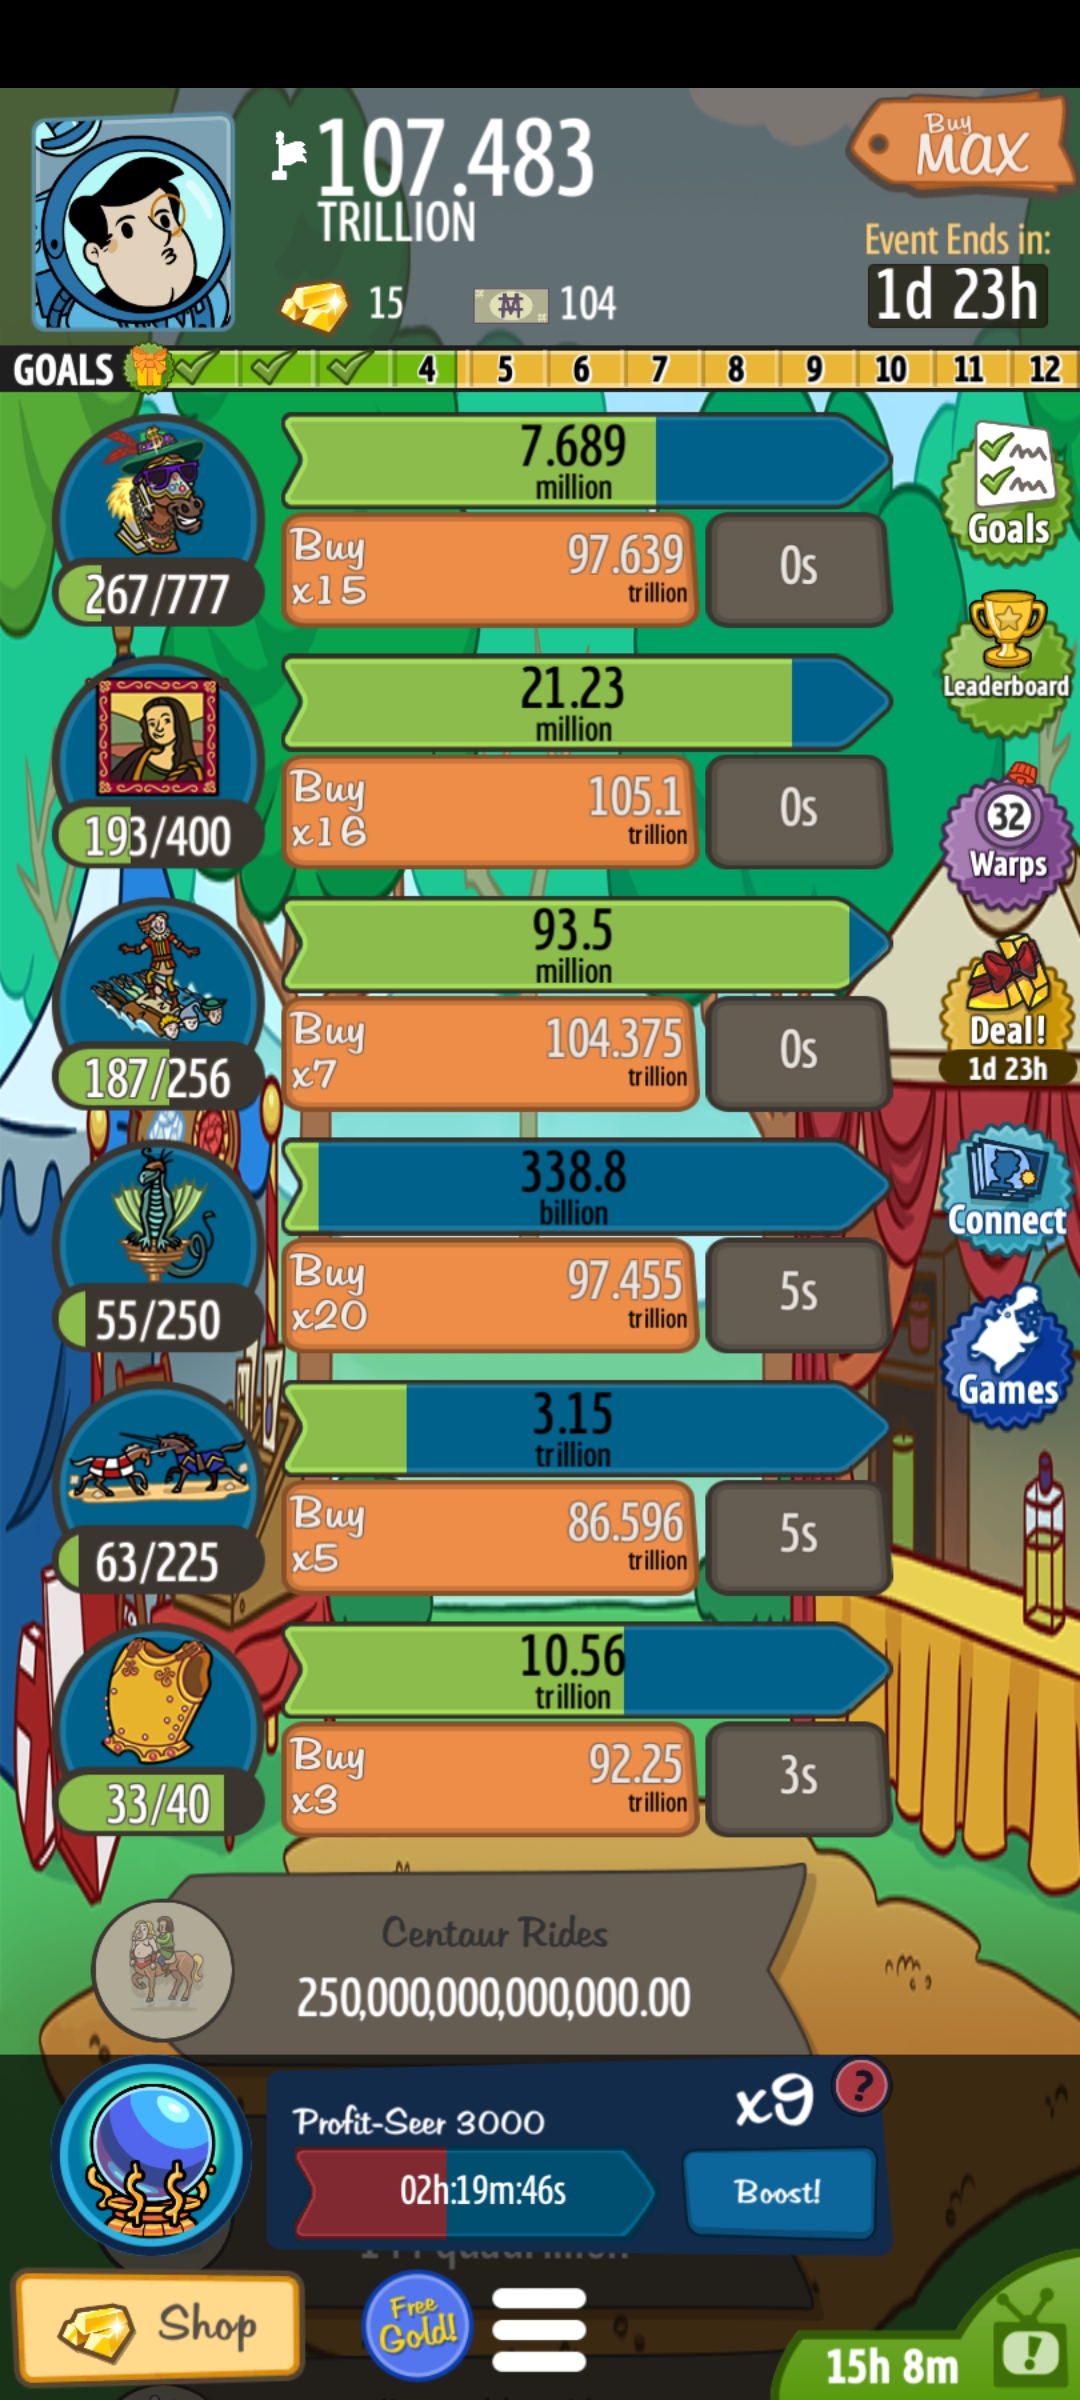 107.483
TRILLION
15
104
Buy
MAX
Event Ends in:
1d 23h
GOALS
4
5
6
7
8
9
10
11
12
7.689
million
Buy
x15
97.639
trillion
0s
267/777
Goals
21.23
million
Leaderboard
Buy
x16
105.1
trillion
0s
193/400
32
Warps
93.5
million
Buy
x7
104.375
trillion
0s
187/256
Deal!
1d 23h
338.8
billion
Connect
Buy
x20
97.455
trillion
5s
55/250
3.15
trillion
Games
Buy
x5
86.596
trillion
5s
63/225
10.56
trillion
Buy
x3
92.25
trillion
3s
33/40
Centaur Rides
250,000,000,000,000.00
Profit-Seer 3000
x9
?
02h:19m:46s
Boost!
Shop
Free
Gold!
15h 8m
!